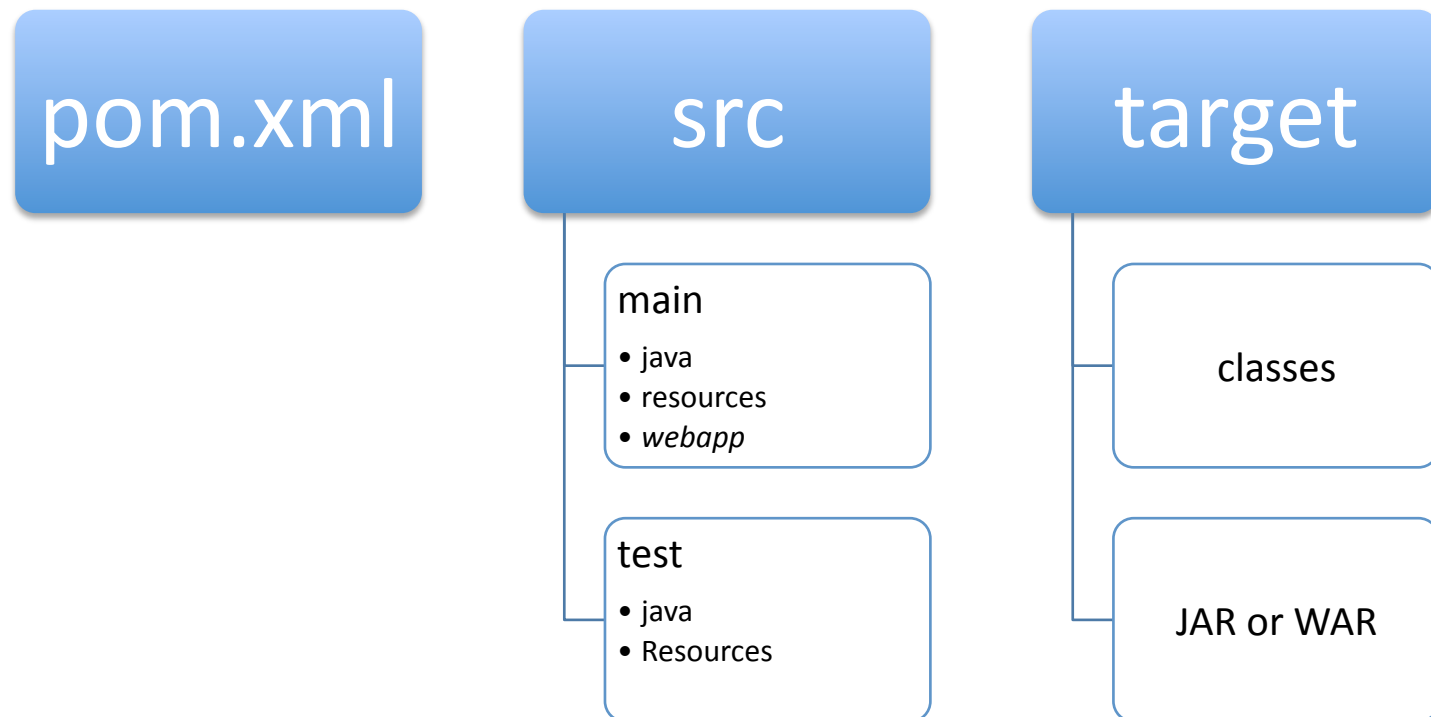 pom.xml
src
main
• java
• resources
• webapp
test
• java
• Resources
target
classes
JAR or WAR